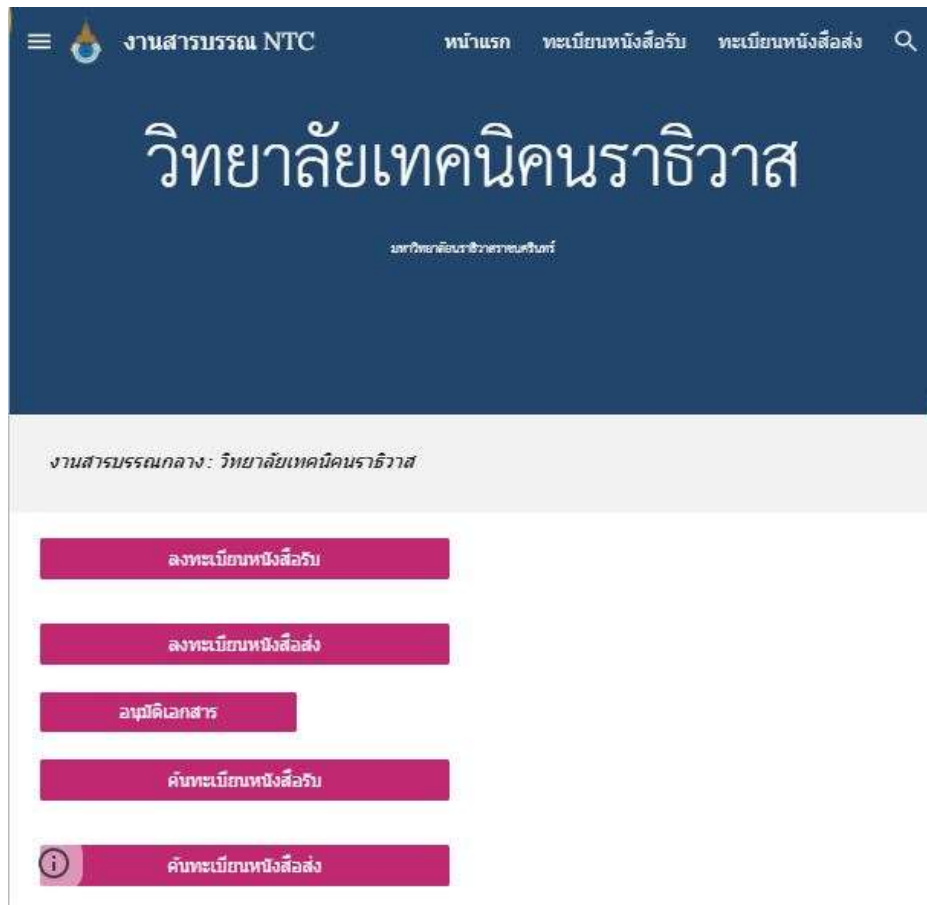 งานสารบรรณ NTC หน้าแรก ทะเบียนหนังสือรับ ทะเบียนหนังสือส่ง
วิทยาลัยเทคนิคนราธิวาส
มหาวิทยาลัยนราธิวาสราชนครินทร์
งานสารบรรณกลาง : วิทยาลัยเทคนิคนราธิวาส
ลงทะเบียนหนังสือรับ
ลงทะเบียนหนังสือส่ง
อนุมัติเอกสาร
ค้นทะเบียนหนังสือรับ
ค้นทะเบียนหนังสือส่ง